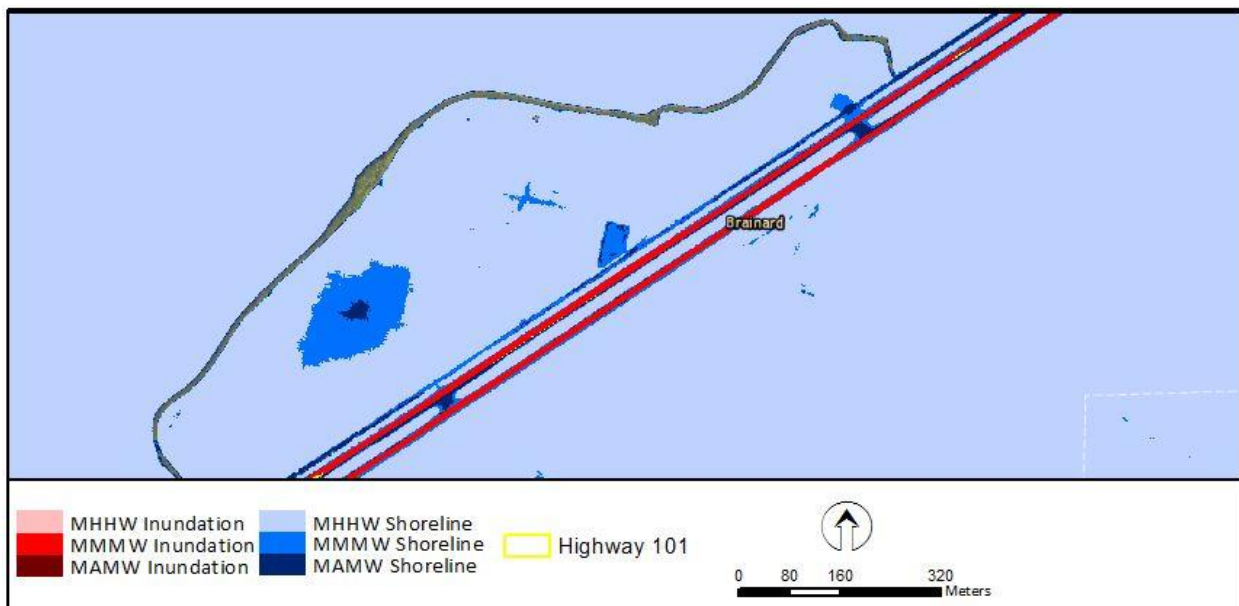 Brainard
MHHW Inundation
MMMW Inundation
MAMW Inundation
MHHW Shoreline
MMMW Shoreline
MAMW Shoreline
Highway 101
0 80 160 320
Meters